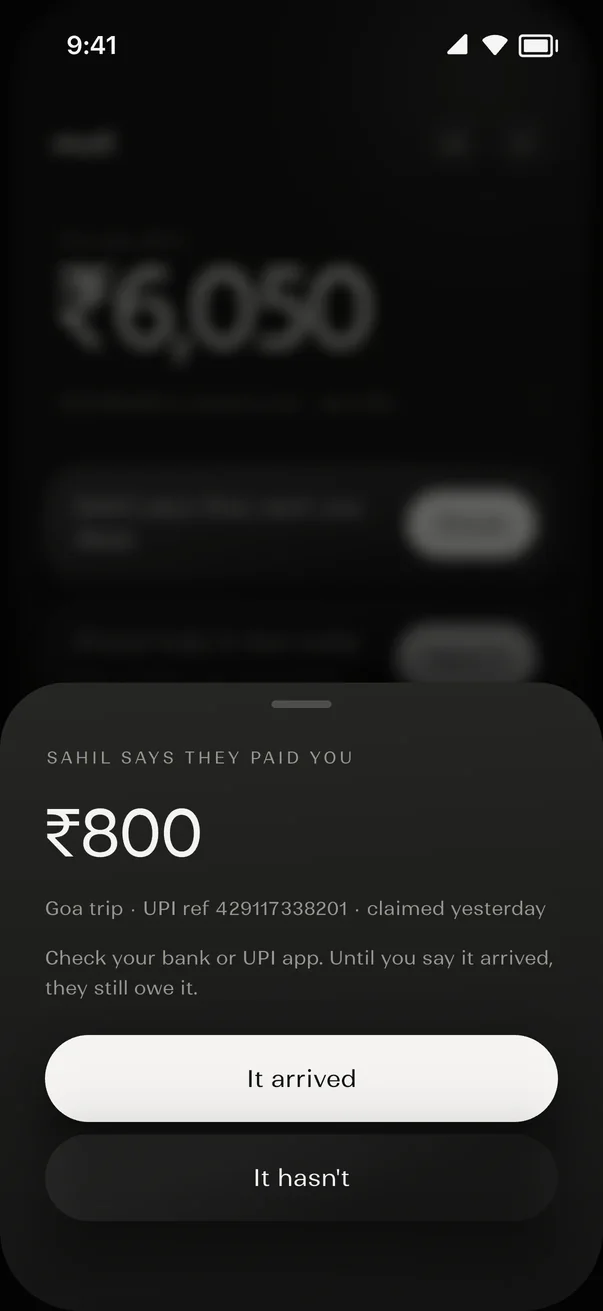 9:41
₹6,050
SAHIL SAYS THEY PAID YOU
₹800
Goa trip · UPI ref 429117338201 · claimed yesterday
Check your bank or UPI app. Until you say it arrived,
they still owe it.
It arrived
It hasn't